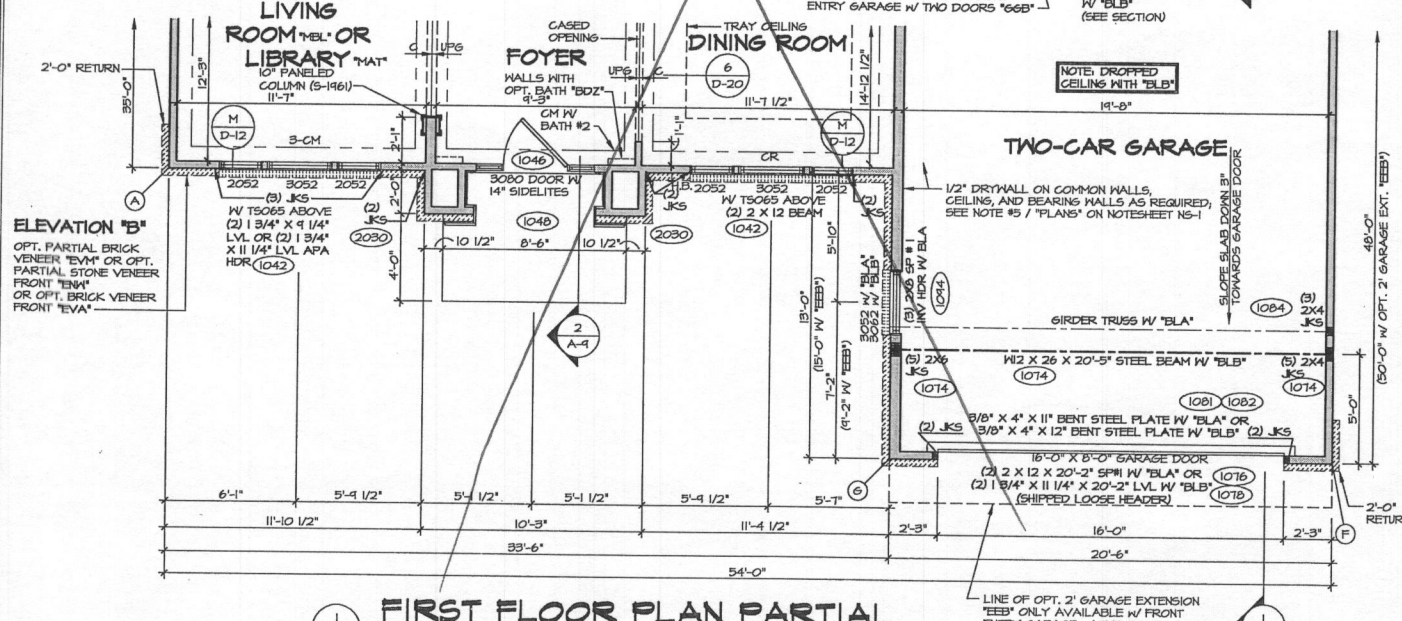 LIVING
ROOM "MBL" OR
LIBRARY "MAT"
10" PANELED
COLUMN (S-1961)
2'-0" RETURN
35'-0"
12'-3"
11'-7"
M
D-12
3-CM
C
UPG
CASED
OPENING
FOYER
WALLS WITH
OPT. BATH "BDZ"
9'-3"
CM W/
BATH #2
UPG
C
TRAY CEILING
DINING ROOM
6
D-20
11'-7 1/2"
14'-12 1/2"
M
D-12
CR
ENTRY GARAGE W/ TWO DOORS "GGB"
W/ "BLB"
(SEE SECTION)
NOTE: DROPPED
CEILING WITH "BLB"
19'-8"
TWO-CAR GARAGE
1/2" DRYWALL ON COMMON WALLS,
CEILING, AND BEARING WALLS AS REQUIRED;
SEE NOTE #5 / "PLANS" ON NOTESHEET NS-1
SLOPE SLAB DOWN 3"
TOWARDS GARAGE DOOR
48'-0"
(50'-0" W/ OPT. 2' GARAGE EXT. "EEB")
A
2052
3052
2052
(3) JKS
W/ TS065 ABOVE
(2) 1 3/4" X 9 1/4"
LVL OR (2) 1 3/4"
X 11 1/4" LVL APA
HDR
1042
(2)
JKS
2030
2'-1"
2'-0"
4'-0"
1046
3080 DOOR W/
14" SIDELITES
1048
10 1/2"
8'-6"
10 1/2"
1'-1"
(2)
JKS
2030
2052
3052
2052
W/ TS065 ABOVE
(2) 2 X 12 BEAM
1042
(2)
JKS
ELEVATION "B"
OPT. PARTIAL BRICK
VENEER "EVM" OR OPT.
PARTIAL STONE VENEER
FRONT "ENW"
OR OPT. BRICK VENEER
FRONT "EVA"
2
A-9
5'-10"
13'-0"
(15'-0" W/ "EEB")
7'-2"
(9'-2" W/ "EEB")
3052 W/ "BLA"
3062 W/ "BLB"
(3) 2X8 SP # 1
INV HDR W/ BLA
1094
1084
(3)
2X4
JKS
GIRDER TRUSS W/ "BLA"
(5) 2X6
JKS
1074
W12 X 26 X 20'-5" STEEL BEAM W/ "BLB"
1074
(5) 2X4
JKS
1074
5'-0"
1081
1082
3/8" X 4" X 11" BENT STEEL PLATE W/ "BLA" OR
3/8" X 4" X 12" BENT STEEL PLATE W/ "BLB"
(2) JKS
(2) JKS
16'-0" X 8'-0" GARAGE DOOR
(2) 2 X 12 X 20'-2" SP#1 W/ "BLA" OR
1076
(2) 1 3/4" X 11 1/4" X 20'-2" LVL W/ "BLB"
1078
(SHIPPED LOOSE HEADER)
G
F
2'-0"
RETURN
6'-1"
5'-9 1/2"
5'-1 1/2"
5'-1 1/2"
5'-9 1/2"
5'-7"
11'-10 1/2"
10'-3"
11'-4 1/2"
2'-3"
16'-0"
2'-3"
33'-6"
20'-6"
54'-0"
LINE OF OPT. 2' GARAGE EXTENSION
"EEB" ONLY AVAILABLE W/ FRONT
1
FIRST FLOOR PLAN PARTIAL
1